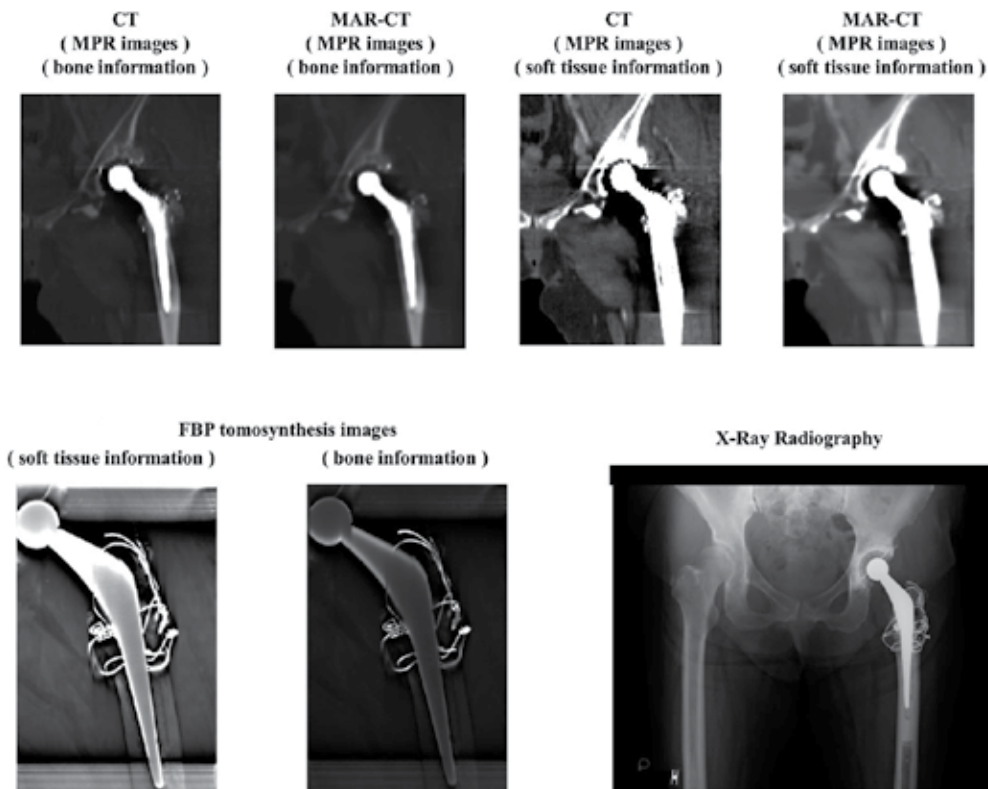 CT
( MPR images )
( bone information )
MAR-CT
( MPR images )
( bone information )
CT
( MPR images )
( soft tissue information )
MAR-CT
( MPR images )
( soft tissue information )
FBP tomosynthesis images
( soft tissue information )
( bone information )
X-Ray Radiography